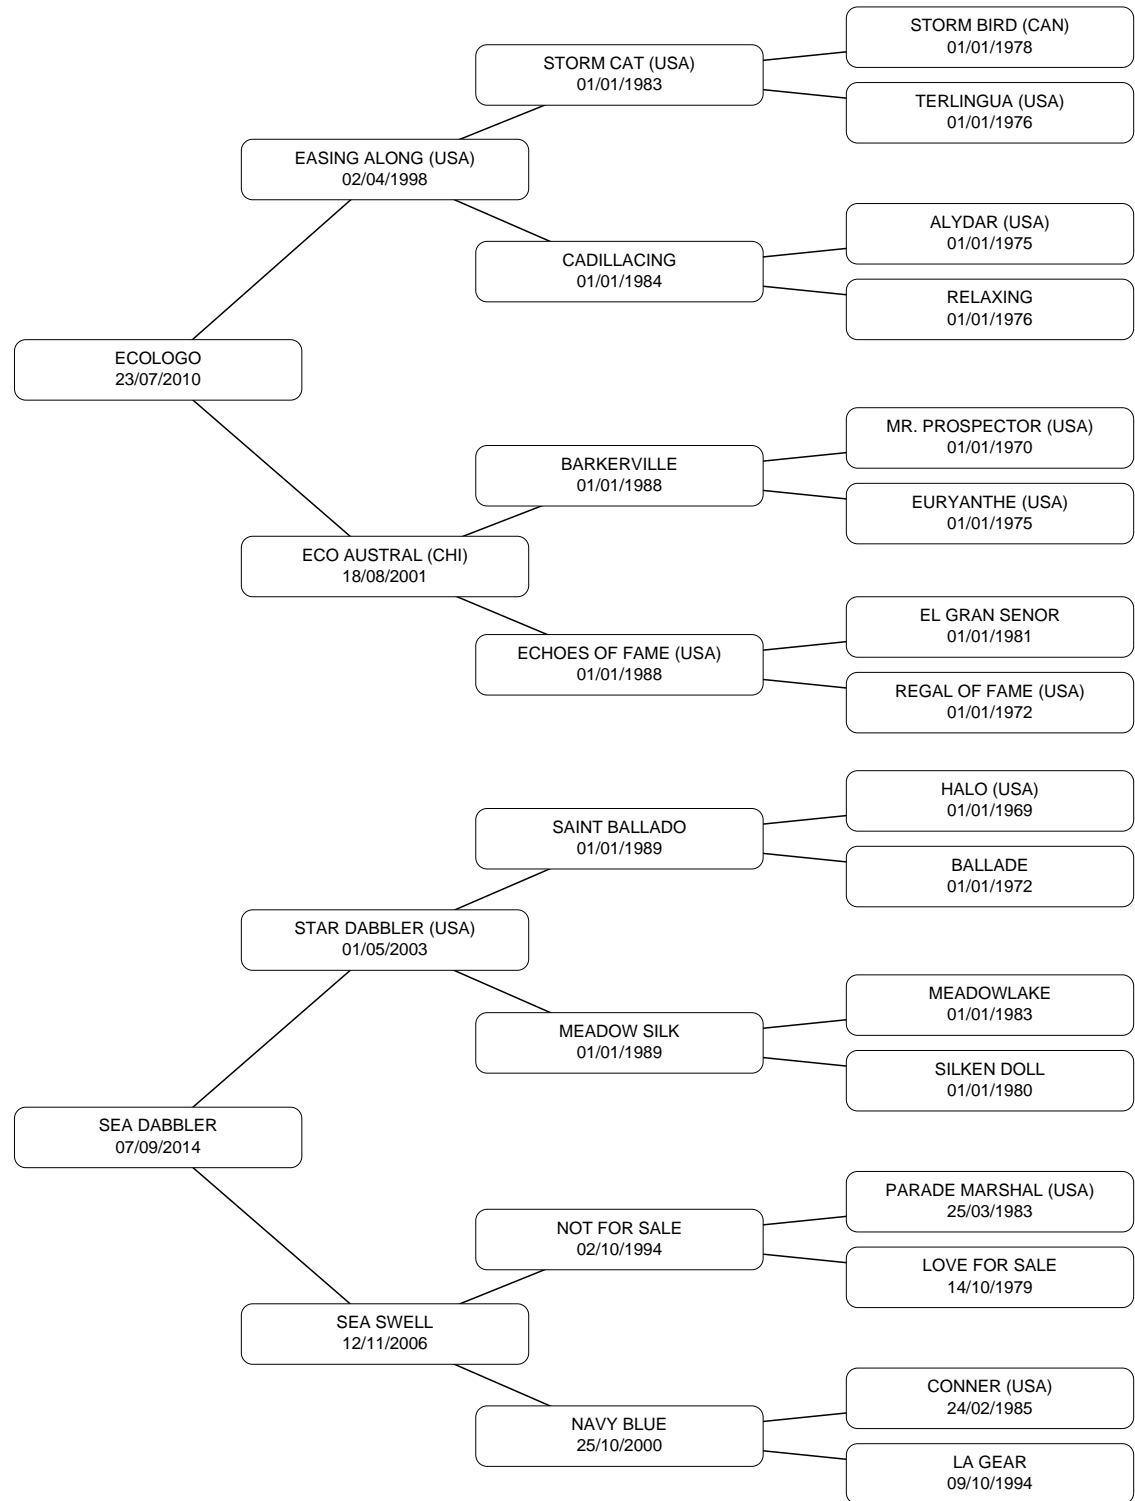 STORM BIRD (CAN)
01/01/1978
STORM CAT (USA)
01/01/1983
TERLINGUA (USA)
01/01/1976
EASING ALONG (USA)
02/04/1998
ALYDAR (USA)
01/01/1975
CADILLACING
01/01/1984
RELAXING
01/01/1976
ECOLOGO
23/07/2010
MR. PROSPECTOR (USA)
01/01/1970
BARKERVILLE
01/01/1988
EURYANTHE (USA)
01/01/1975
ECO AUSTRAL (CHI)
18/08/2001
EL GRAN SENOR
01/01/1981
ECHOES OF FAME (USA)
01/01/1988
REGAL OF FAME (USA)
01/01/1972
HALO (USA)
01/01/1969
SAINT BALLADO
01/01/1989
BALLADE
01/01/1972
STAR DABBLER (USA)
01/05/2003
MEADOWLAKE
01/01/1983
MEADOW SILK
01/01/1989
SILKEN DOLL
01/01/1980
SEA DABBLER
07/09/2014
PARADE MARSHAL (USA)
25/03/1983
NOT FOR SALE
02/10/1994
LOVE FOR SALE
14/10/1979
SEA SWELL
12/11/2006
CONNER (USA)
24/02/1985
NAVY BLUE
25/10/2000
LA GEAR
09/10/1994